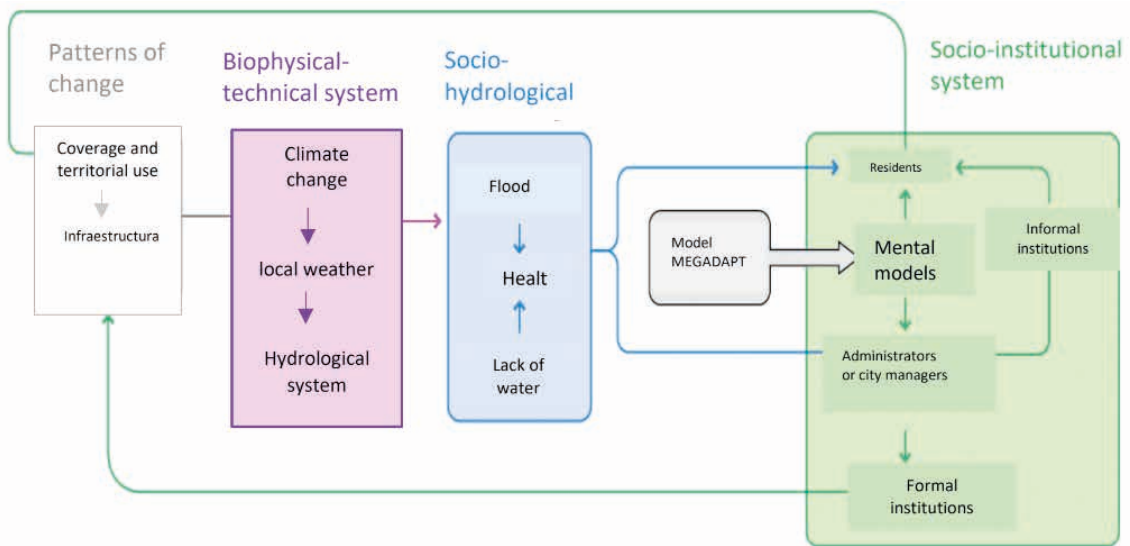 Patterns of
change
Coverage and
territorial use
Infraestructura
Biophysical-
technical system
Climate
change
local weather
Hydrological
system
Socio-
hydrological
Flood
Healt
Lack of
water
Model
MEGADAPT
Socio-institutional
system
Residents
Mental
models
Informal
institutions
Administrators
or city managers
Formal
institutions